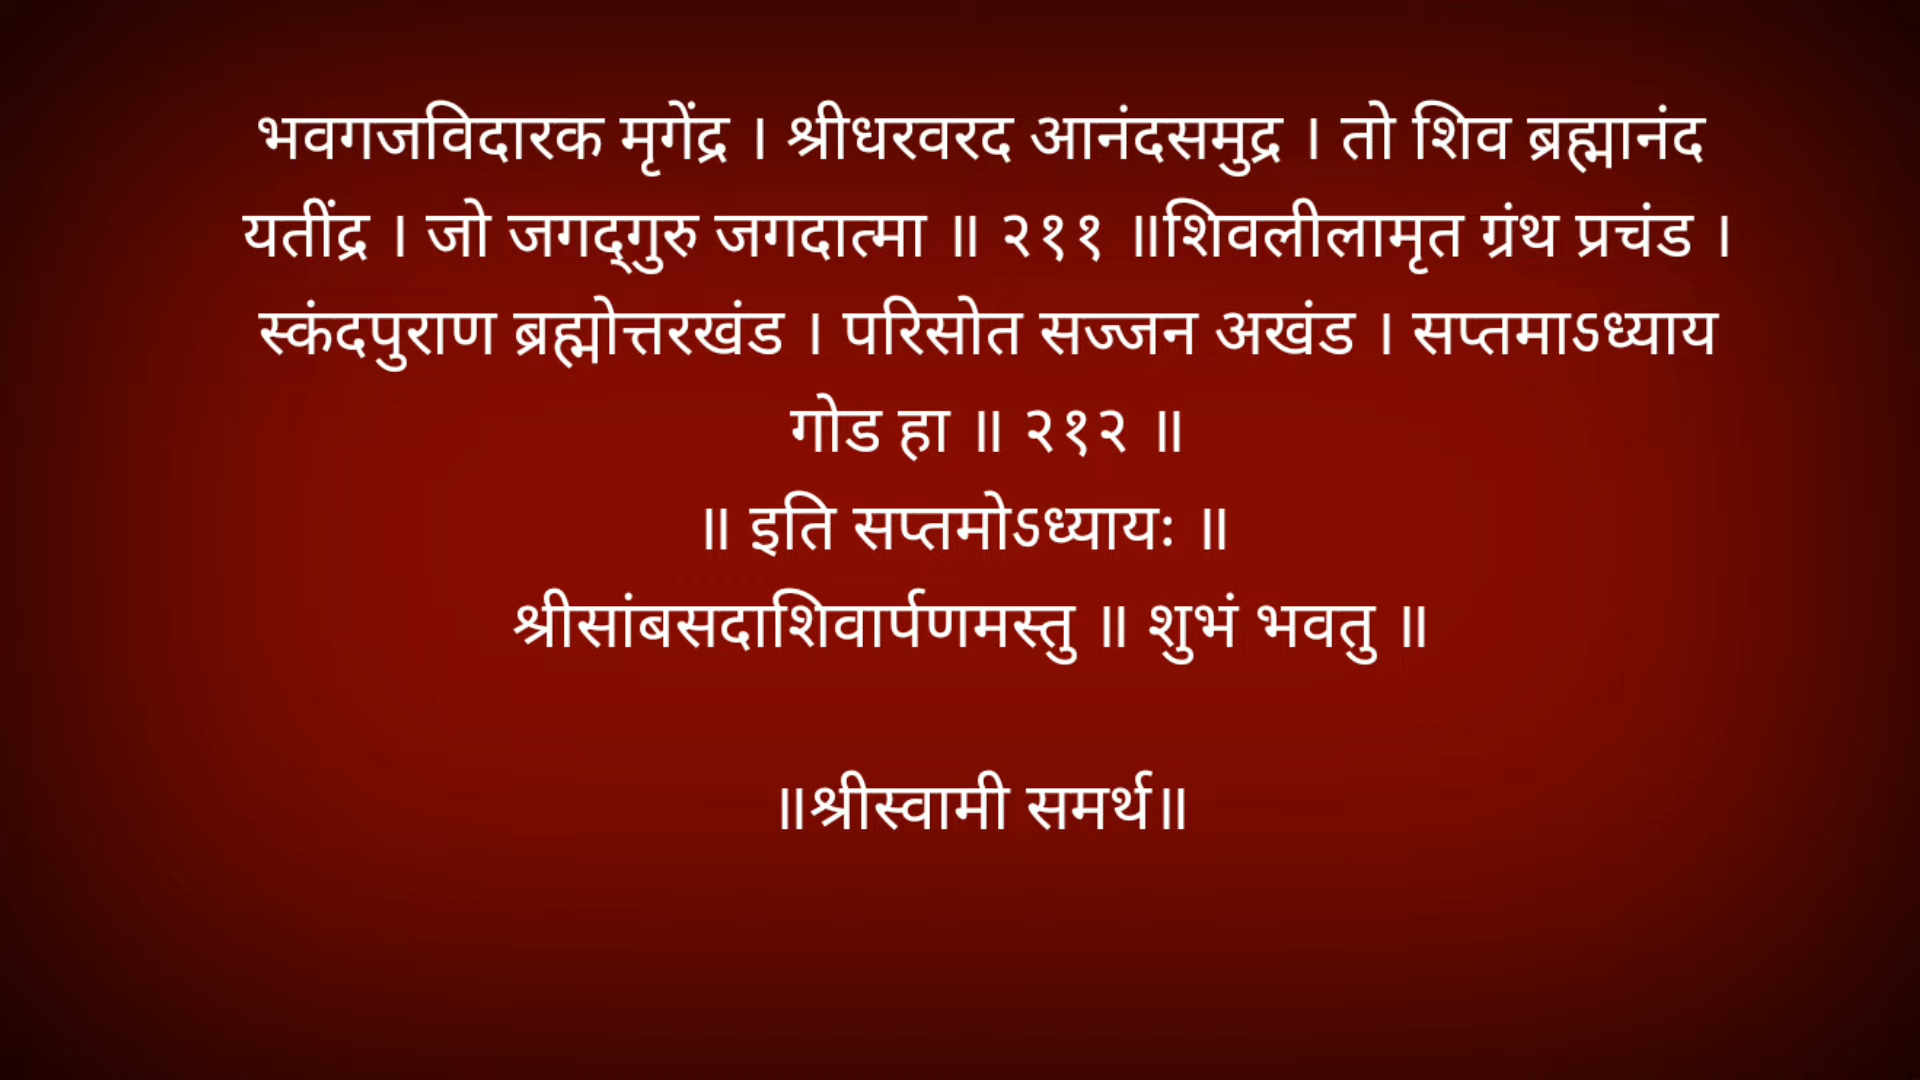 भवगजविदारक मृगेंद्र । श्रीधरवरद आनंदसमुद्र । तो शिव ब्रह्मानंद
यतींद्र । जो जगद्‌गुरु जगदात्मा ॥ २११ ॥शिवलीलामृत ग्रंथ प्रचंड ।
स्कंदपुराण ब्रह्मोत्तरखंड । परिसोत सज्जन अखंड । सप्तमाऽध्याय
गोड हा ॥ २१२ ॥
॥ इति सप्तमोऽध्यायः ॥
श्रीसांबसदाशिवार्पणमस्तु ॥ शुभं भवतु ॥
॥श्रीस्वामी समर्थ॥